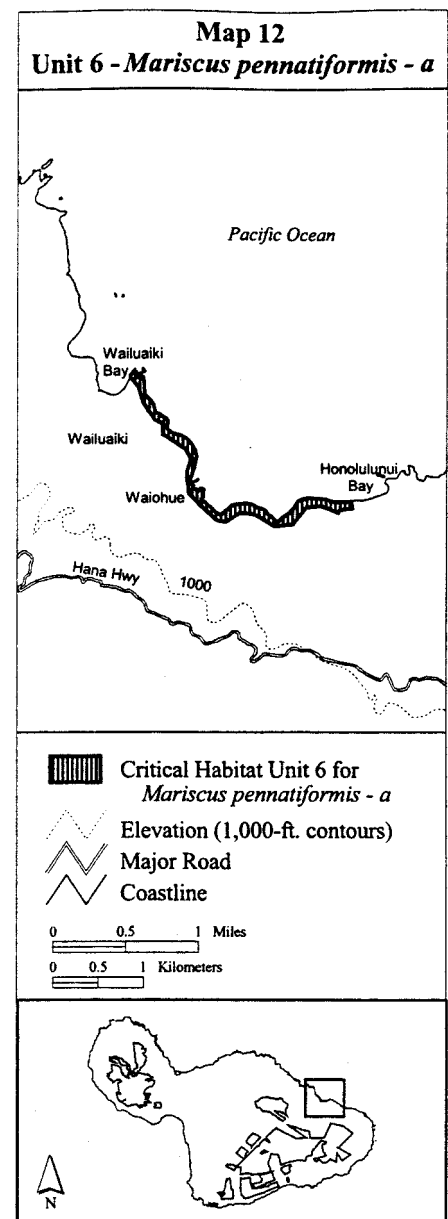 Map 12
Unit 6 - Mariscus pennatiformis - a
Pacific Ocean
Wailuaiki
Bay
Wailuaiki
Honolulunui
Bay
Waiohue
1000
Hana Hwy
Critical Habitat Unit 6 for
Mariscus pennatiformis - a
Elevation (1,000-ft. contours)
Major Road
Coastline
0 0.5 1 Miles
0 0.5 1 Kilometers
N